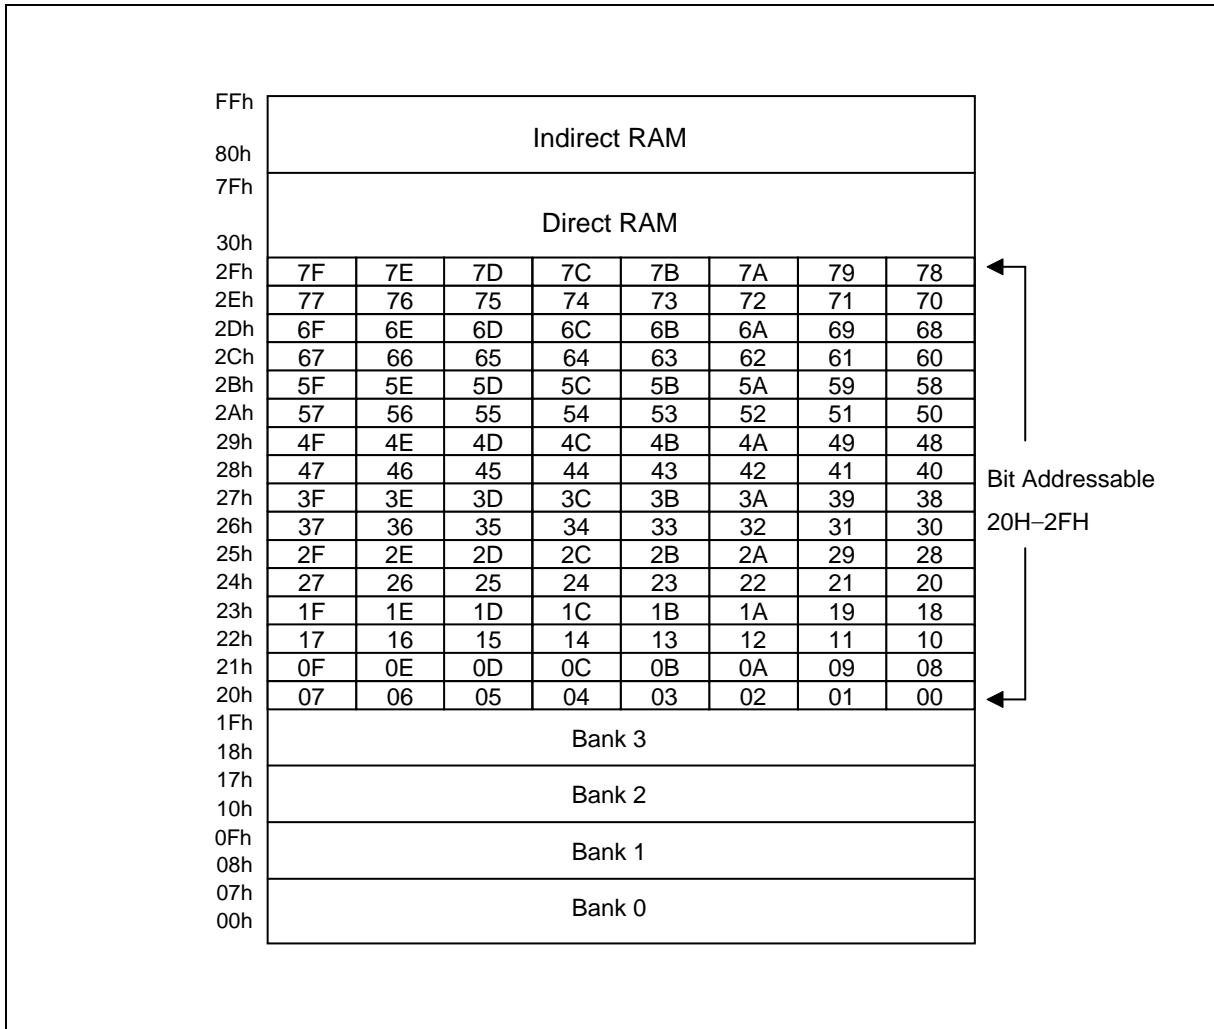 FFh
Indirect RAM
80h
7Fh
Direct RAM
30h
2Fh 7F 7E 7D 7C 7B 7A 79 78
2Eh 77 76 75 74 73 72 71 70
2Dh 6F 6E 6D 6C 6B 6A 69 68
2Ch 67 66 65 64 63 62 61 60
2Bh 5F 5E 5D 5C 5B 5A 59 58
2Ah 57 56 55 54 53 52 51 50
29h 4F 4E 4D 4C 4B 4A 49 48
28h 47 46 45 44 43 42 41 40
27h 3F 3E 3D 3C 3B 3A 39 38
26h 37 36 35 34 33 32 31 30
25h 2F 2E 2D 2C 2B 2A 29 28
24h 27 26 25 24 23 22 21 20
23h 1F 1E 1D 1C 1B 1A 19 18
22h 17 16 15 14 13 12 11 10
21h 0F 0E 0D 0C 0B 0A 09 08
20h 07 06 05 04 03 02 01 00
Bit Addressable
20H–2FH
1Fh
Bank 3
18h
17h
Bank 2
10h
0Fh
Bank 1
08h
07h
Bank 0
00h